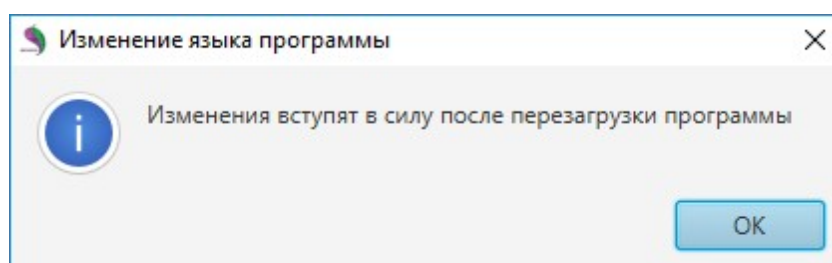 Изменение языка программы
Изменения вступят в силу после перезагрузки программы
OK